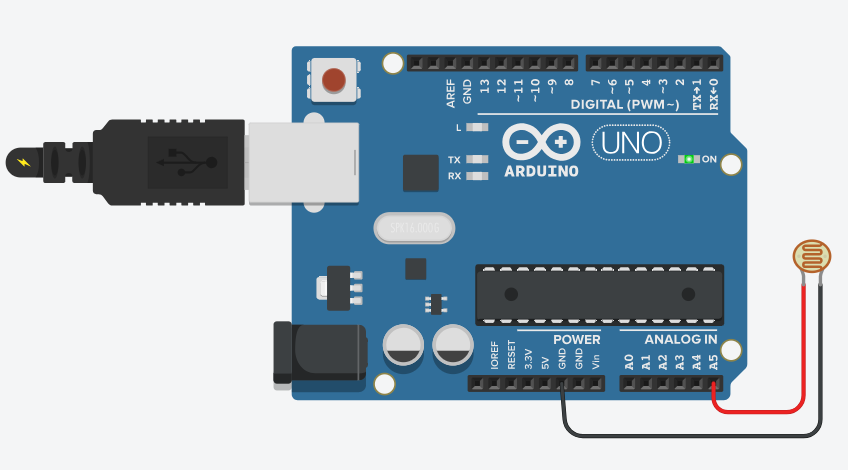 AREF
GND
13
12
~11
~10
~9
8
7
~6
~5
4
~3
2
TX→1
RX←0
DIGITAL (PWM~)
L
TX
RX
UNO
ON
ARDUINO
SPK16.000G
POWER
ANALOG IN
IOREF
RESET
3.3V
5V
GND
GND
Vin
A0
A1
A2
A3
A4
A5